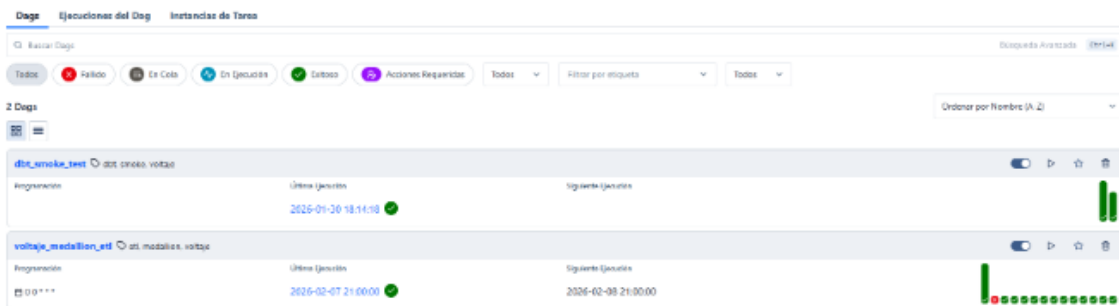 Dags Ejecuciones del Dag Instancias de Tarea
Buscar Dags Búsqueda Avanzada Ctrl+K
Todos Fallido En Cola En Ejecución Exitoso Acciones Requeridas Todos Filtrar por etiqueta Todos
2 Dags Ordenar por Nombre (A-Z)
dbt_smoke_test dbt, smoke, voltaje
Programación Última Ejecución Siguiente Ejecución
2026-01-30 18:14:18
voltaje_medallion_etl etl, medallion, voltaje
Programación Última Ejecución Siguiente Ejecución
0 0 * * * 2026-02-07 21:00:00 2026-02-08 21:00:00